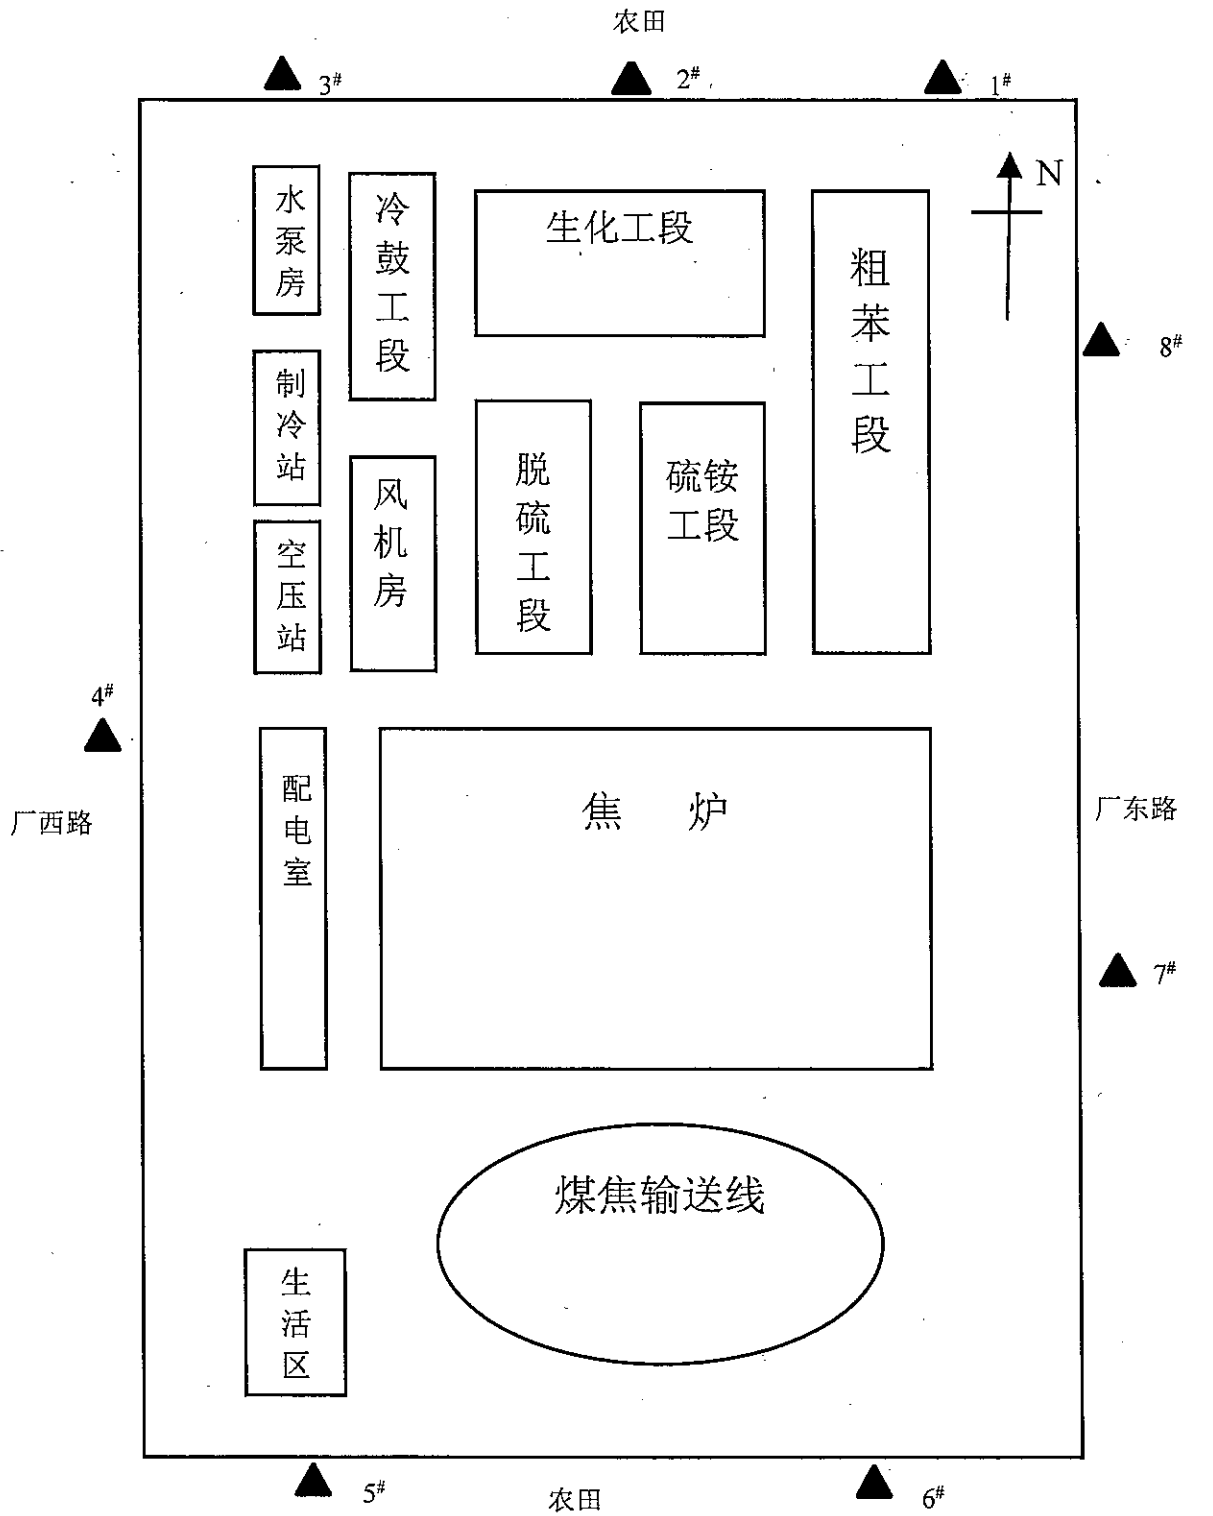 农田
3#
2#
1#
N
水泵房
冷鼓工段
生化工段
粗苯工段
8#
制冷站
风机房
脱硫工段
硫铵
工段
空压站
4#
厂西路
配电室
焦 炉
厂东路
7#
煤焦输送线
生活区
5#
农田
6#